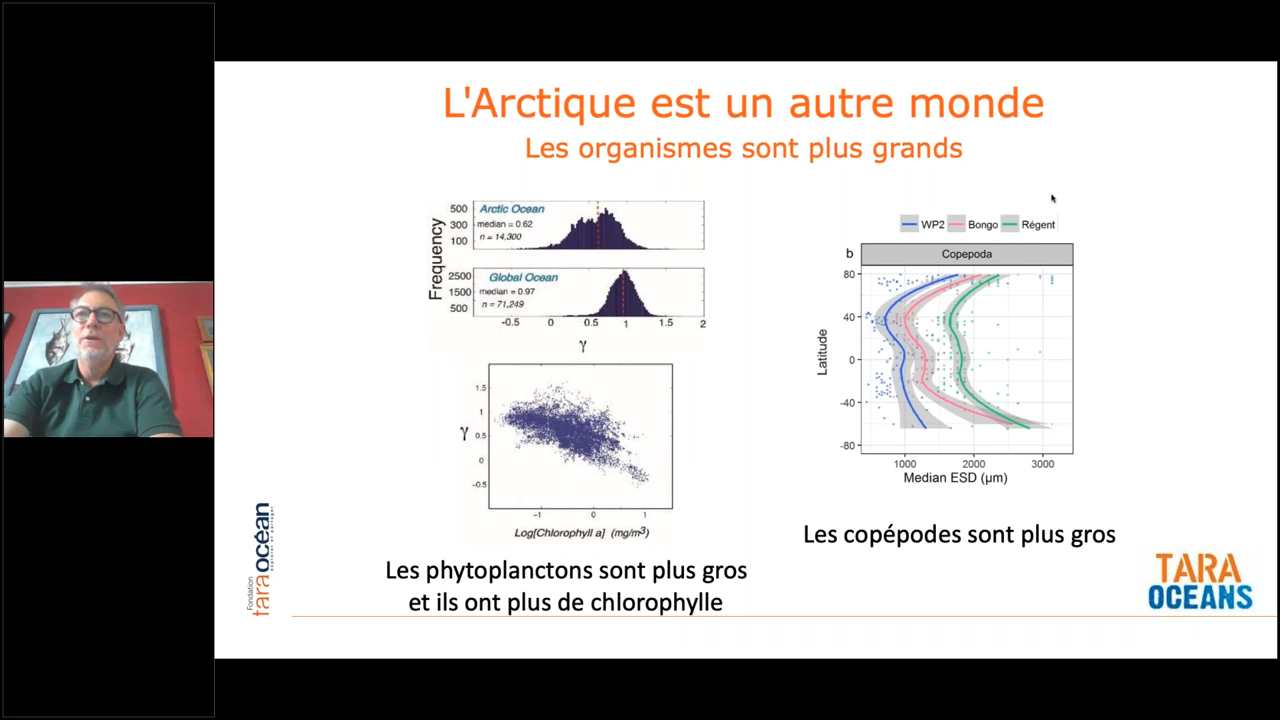 L'Arctique est un autre monde
Les organismes sont plus grands
Frequency
500
300
100
Arctic Ocean
median = 0.62
n = 14,300
2500
1500
500
Global Ocean
median = 0.97
n = 71,249
-0.5 0 0.5 1 1.5 2
γ
γ
1.5
1
0.5
0
-0.5
-1 0 1
Log[Chlorophyll a] (mg/m³)
Les phytoplanctons sont plus gros
et ils ont plus de chlorophylle
WP2 Bongo Régent
b
Copepoda
Latitude
80
40
0
-40
-80
1000 2000 3000
Median ESD (µm)
Les copépodes sont plus gros
Fondation
tara océan
TARA
OCEANS